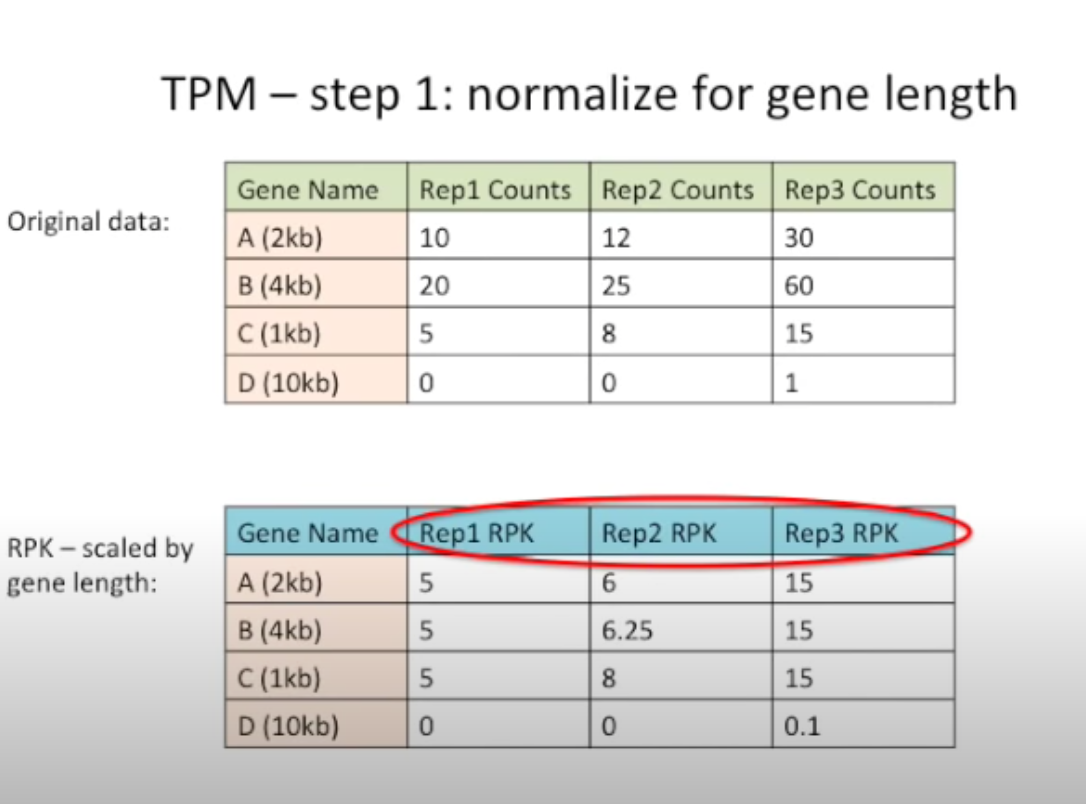 TPM – step 1: normalize for gene length
Original data:
Gene Name Rep1 Counts Rep2 Counts Rep3 Counts
A (2kb) 10 12 30
B (4kb) 20 25 60
C (1kb) 5 8 15
D (10kb) 0 0 1
RPK – scaled by
gene length:
Gene Name Rep1 RPK Rep2 RPK Rep3 RPK
A (2kb) 5 6 15
B (4kb) 5 6.25 15
C (1kb) 5 8 15
D (10kb) 0 0 0.1